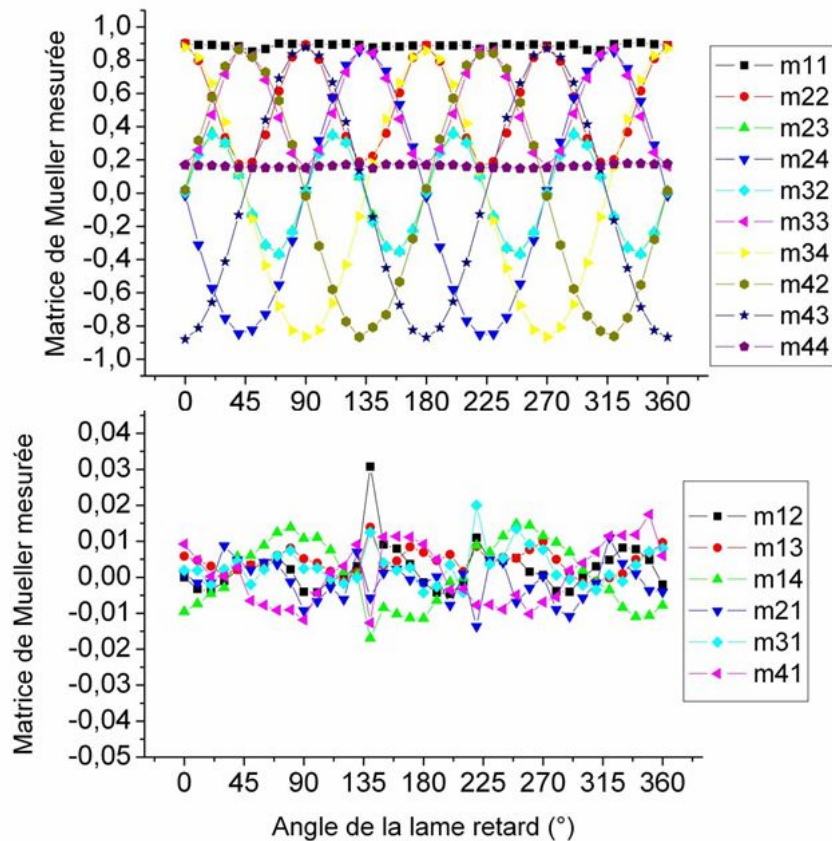 Matrice de Mueller mesurée
1,0
0,8
0,6
0,4
0,2
0,0
-0,2
-0,4
-0,6
-0,8
-1,0
0 45 90 135 180 225 270 315 360
m11
m22
m23
m24
m32
m33
m34
m42
m43
m44
Matrice de Mueller mesurée
0,04
0,03
0,02
0,01
0,00
-0,01
-0,02
-0,03
-0,04
-0,05
0 45 90 135 180 225 270 315 360
Angle de la lame retard (°)
m12
m13
m14
m21
m31
m41